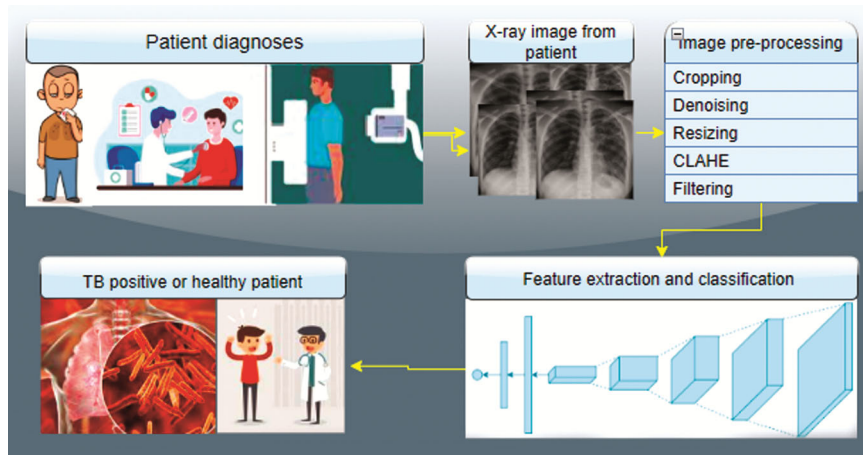 Patient diagnoses
X-ray image from
patient
Image pre-processing
Cropping
Denoising
Resizing
CLAHE
Filtering
Feature extraction and classification
TB positive or healthy patient